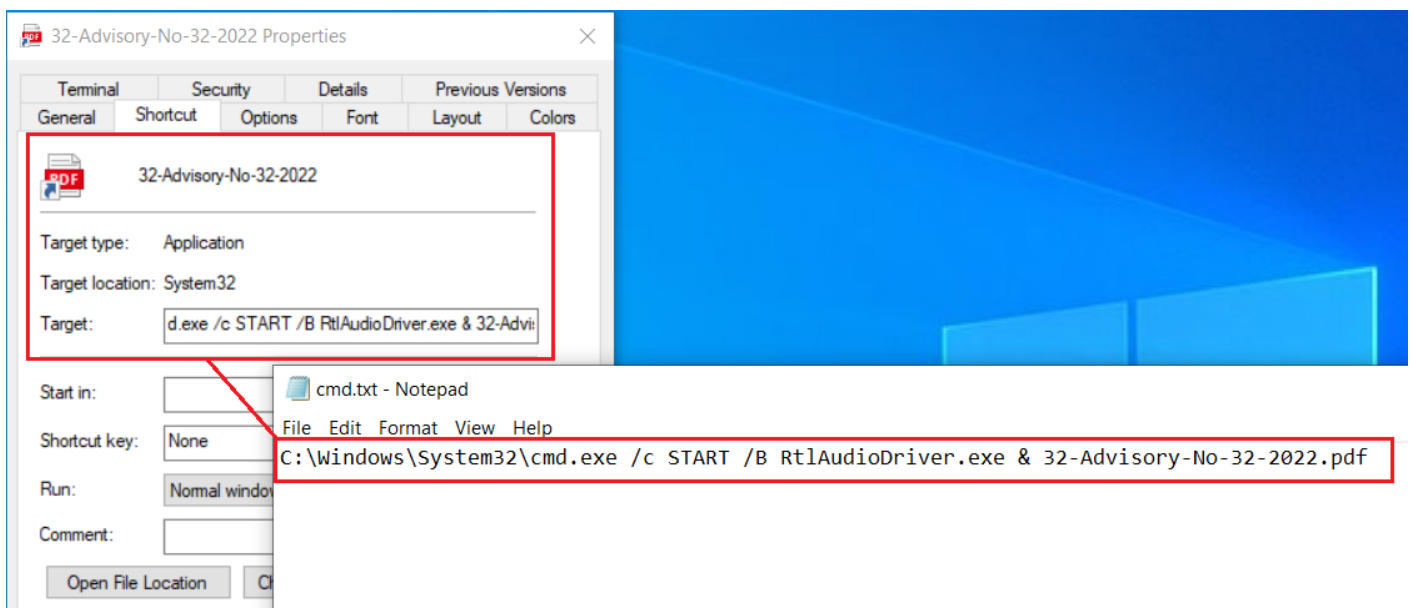 32-Advisory-No-32-2022 Properties
Terminal Security Details Previous Versions
General Shortcut Options Font Layout Colors
PDF 32-Advisory-No-32-2022
Target type: Application
Target location: System32
Target: d.exe /c START /B RtlAudioDriver.exe & 32-Advi
Start in:
Shortcut key: None
Run: Normal window
Comment:
Open File Location
cmd.txt - Notepad
File Edit Format View Help
C:\Windows\System32\cmd.exe /c START /B RtlAudioDriver.exe & 32-Advisory-No-32-2022.pdf